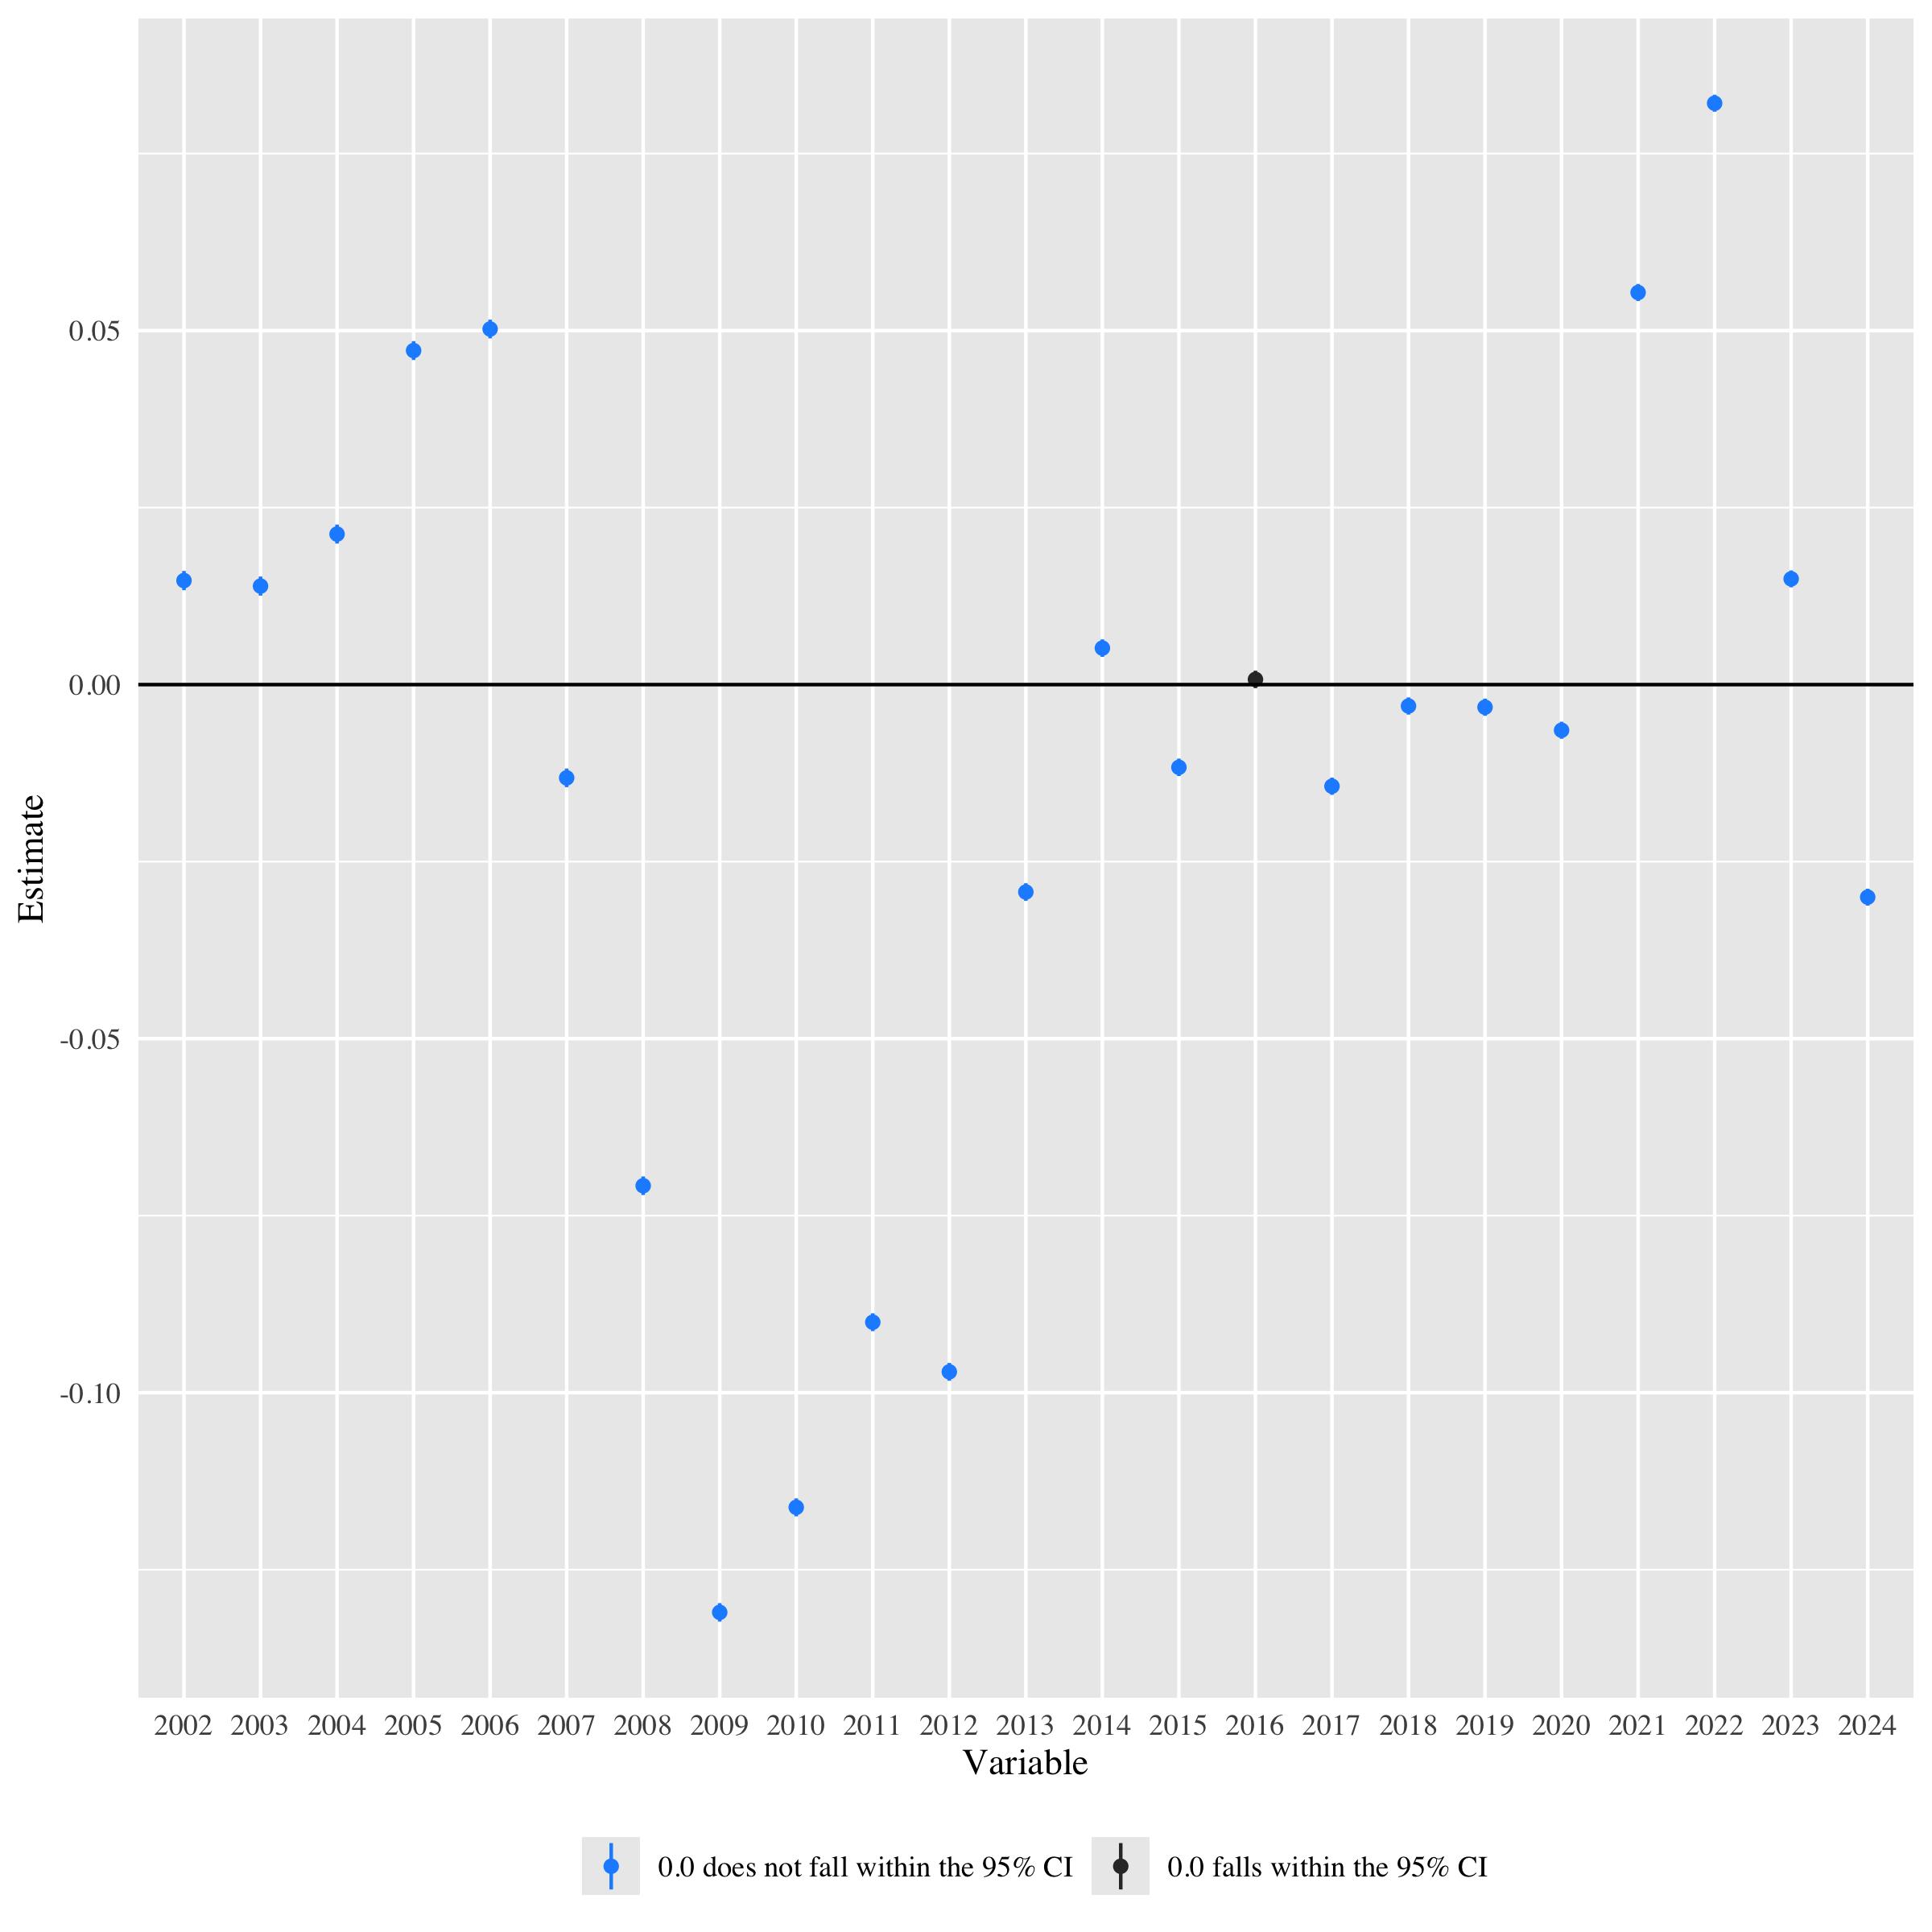 0.05
0.00
-0.05
-0.10
Estimate
2002 2003 2004 2005 2006 2007 2008 2009 2010 2011 2012 2013 2014 2015 2016 2017 2018 2019 2020 2021 2022 2023 2024
Variable
0.0 does not fall within the 95% CI 0.0 falls within the 95% CI